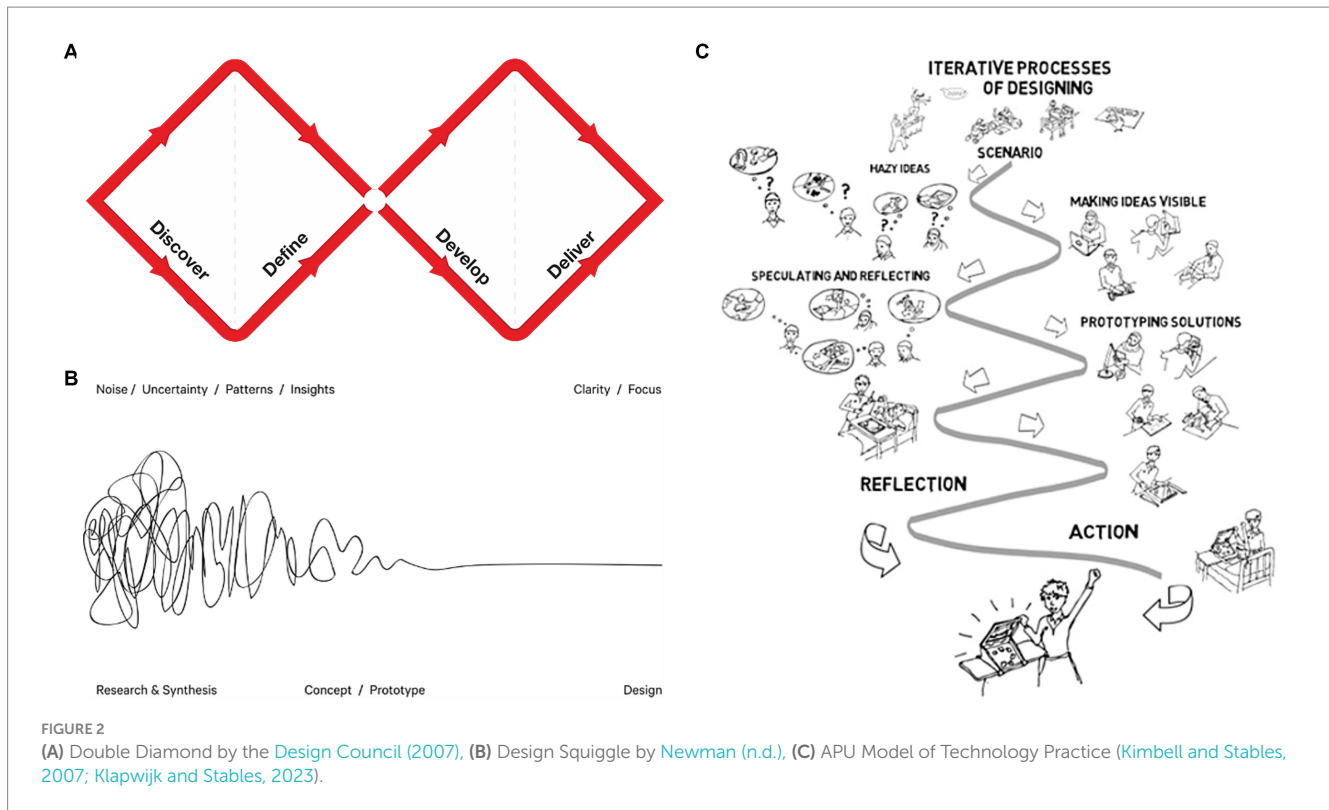 A
Discover
Define
Develop
Deliver
B
Noise / Uncertainty / Patterns / Insights
Clarity / Focus
Research & Synthesis
Concept / Prototype
Design
C
ITERATIVE PROCESSES
OF DESIGNING
SCENARIO
HAZY IDEAS
?
?
?
?
MAKING IDEAS VISIBLE
SPECULATING AND REFLECTING
PROTOTYPING SOLUTIONS
REFLECTION
ACTION
FIGURE 2
(A) Double Diamond by the Design Council (2007), (B) Design Squiggle by Newman (n.d.), (C) APU Model of Technology Practice (Kimbell and Stables,
2007; Klapwijk and Stables, 2023).